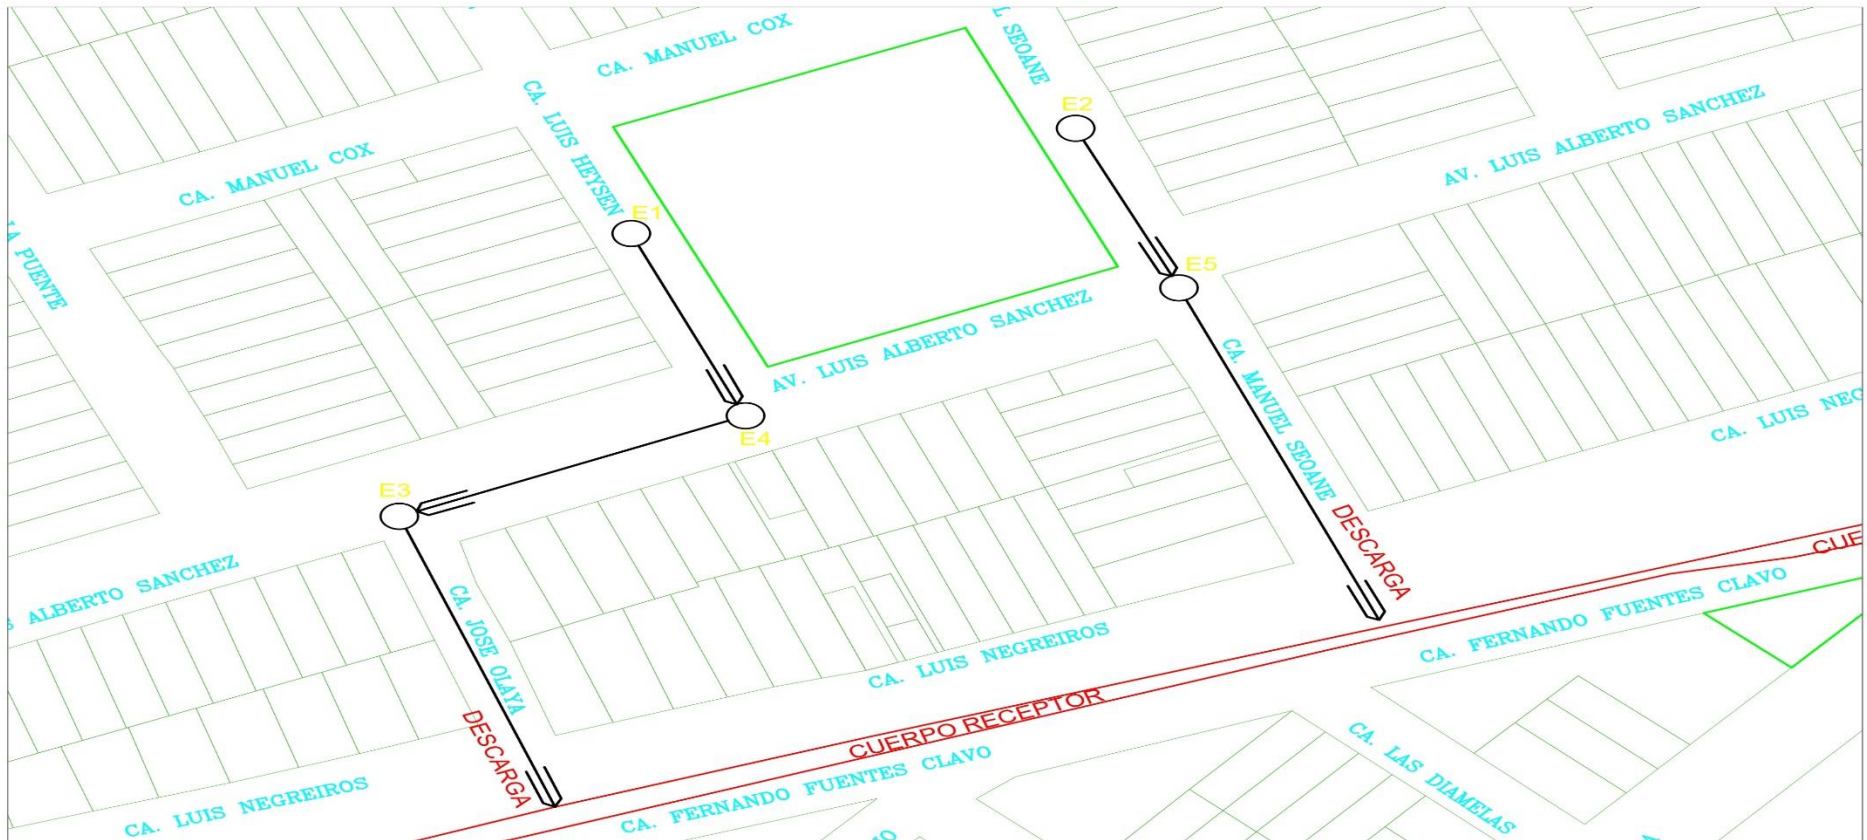 CA. MANUEL COX
L SEOANE
CA. LUIS HEYSEN
E2
AV. LUIS ALBERTO SANCHEZ
CA. MANUEL COX
E1
LA PUENTE
E5
AV. LUIS ALBERTO SANCHEZ
CA. MANUEL SEOANE
CA. LUIS NEG
E4
E3
DESCARGA
CUE
S ALBERTO SANCHEZ
CA. JOSE OLAYA
CA. FERNANDO FUENTES CLAVO
CA. LUIS NEGREIROS
DESCARGA
CUERPO RECEPTOR
CA. FERNANDO FUENTES CLAVO
CA. LAS DIAMELAS
CA. LUIS NEGREIROS